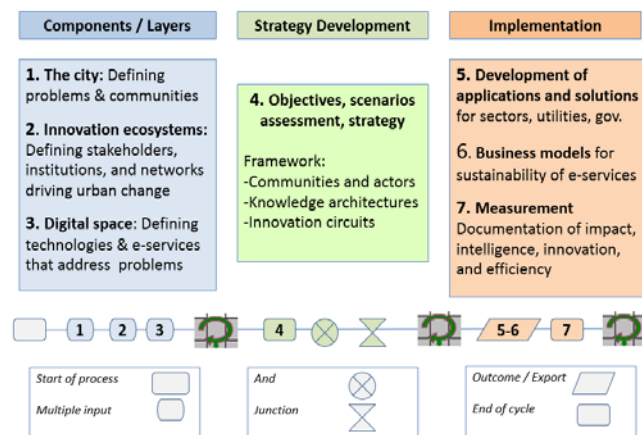 Components / Layers
Strategy Development
Implementation
1. The city: Defining
problems & communities
2. Innovation ecosystems:
Defining stakeholders,
institutions, and networks
driving urban change
3. Digital space: Defining
technologies & e-services
that address problems
4. Objectives, scenarios
assessment, strategy
Framework:
-Communities and actors
-Knowledge architectures
-Innovation circuits
5. Development of
applications and solutions
for sectors, utilities, gov.
6. Business models for
sustainability of e-services
7. Measurement
Documentation of impact,
intelligence, innovation,
and efficiency
1 2 3 4 5-6 7
Start of process
Multiple input
And
Junction
Outcome / Export
End of cycle